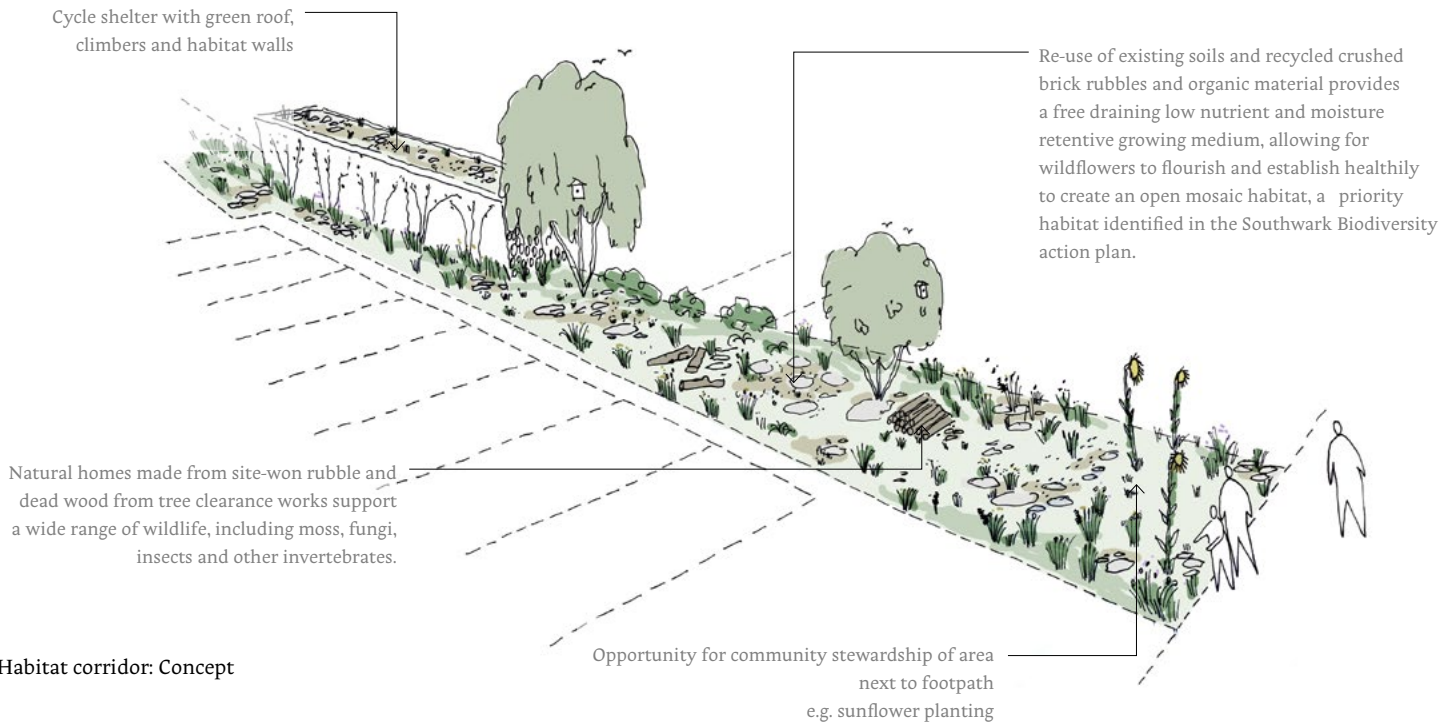 Cycle shelter with green roof,
climbers and habitat walls
Re-use of existing soils and recycled crushed
brick rubbles and organic material provides
a free draining low nutrient and moisture
retentive growing medium, allowing for
wildflowers to flourish and establish healthily
to create an open mosaic habitat, a priority
habitat identified in the Southwark Biodiversity
action plan.
Natural homes made from site-won rubble and
dead wood from tree clearance works support
a wide range of wildlife, including moss, fungi,
insects and other invertebrates.
Opportunity for community stewardship of area
next to footpath
e.g. sunflower planting
Habitat corridor: Concept